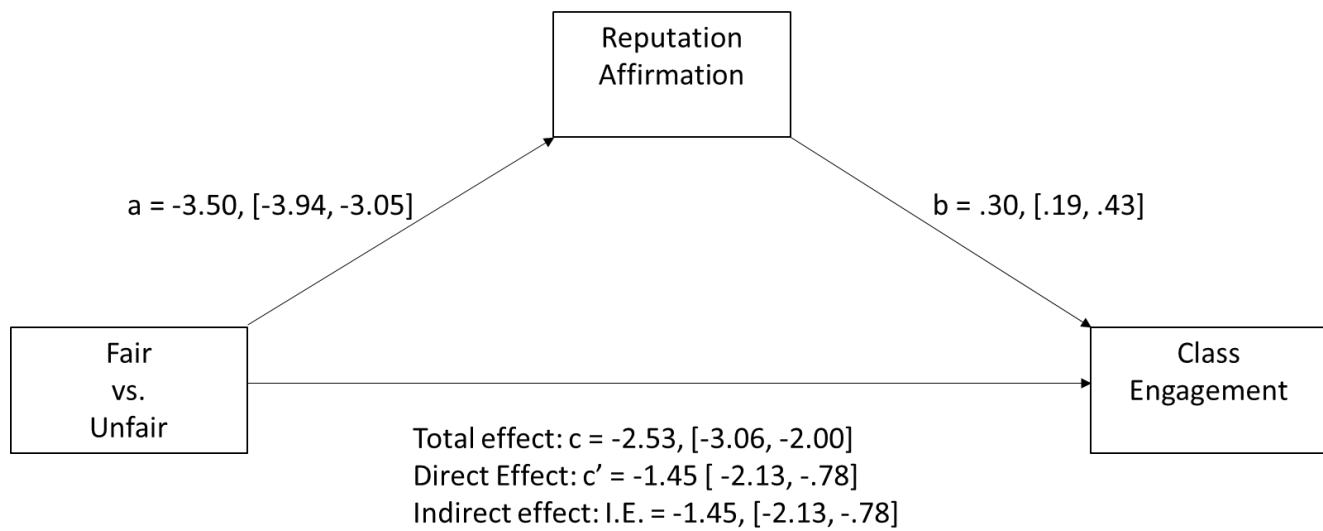 Reputation
Affirmation
a = -3.50, [-3.94, -3.05]
b = .30, [.19, .43]
Fair
vs.
Unfair
Class
Engagement
Total effect: c = -2.53, [-3.06, -2.00]
Direct Effect: c’ = -1.45 [ -2.13, -.78]
Indirect effect: I.E. = -1.45, [-2.13, -.78]